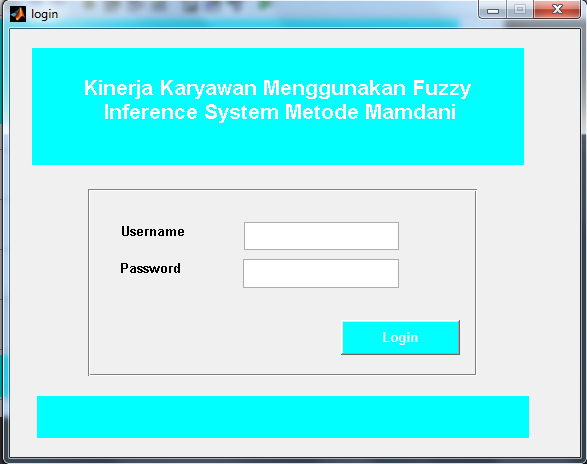 login
Kinerja Karyawan Menggunakan Fuzzy
Inference System Metode Mamdani
Username
Password
Login